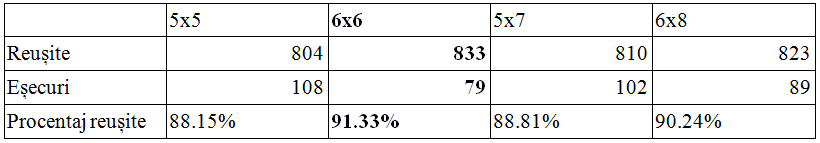 5x5 6x6 5x7 6x8
Reușite 804 833 810 823
Eșecuri 108 79 102 89
Procentaj reușite 88.15% 91.33% 88.81% 90.24%